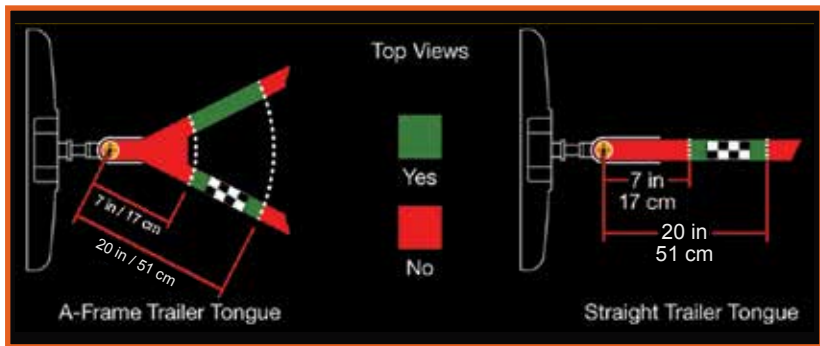 Top Views
Yes
No
7 in / 17 cm
20 in / 51 cm
A-Frame Trailer Tongue
7 in
17 cm
20 in
51 cm
Straight Trailer Tongue